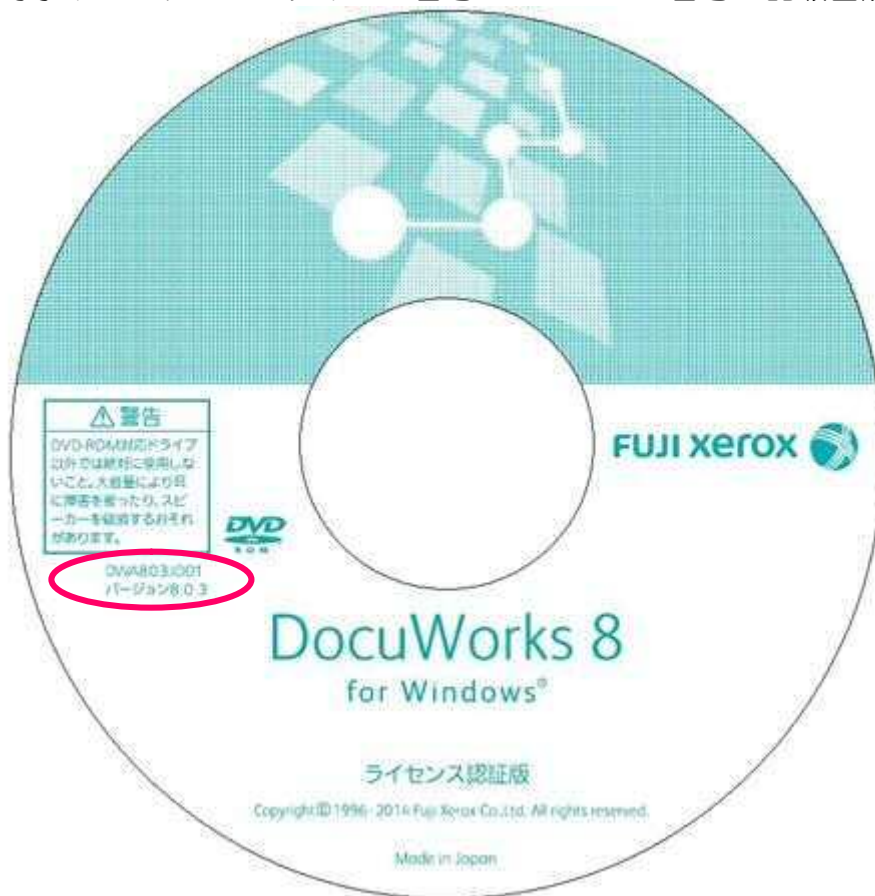 警告
DVD-ROM対応ドライブ
以外では絶対に使用しな
いこと。大音量により耳
に障害を被ったり、スピ
ーカーを破損するおそれ
があります。
DVD
ROM
FUJI xerox
DWA803J001
バージョン8.0.3
DocuWorks 8
for Windows®
ライセンス認証版
Copyright© 1996-2014 Fuji Xerox Co.,Ltd. All rights reserved.
Made in Japan